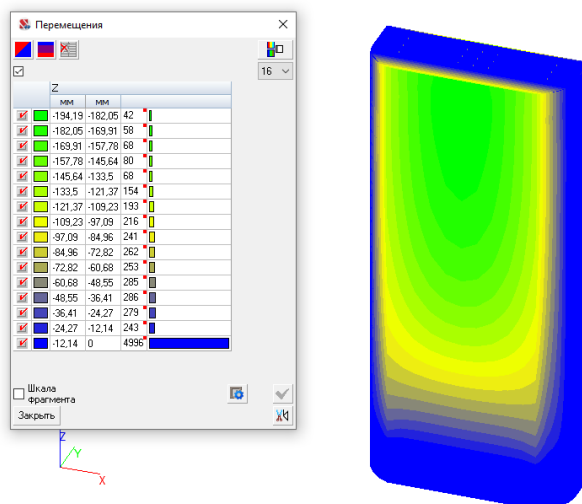 Перемещения
16
Z
мм мм
-194,19 -182,05 42
-182,05 -169,91 58
-169,91 -157,78 68
-157,78 -145,64 80
-145,64 -133,5 68
-133,5 -121,37 154
-121,37 -109,23 193
-109,23 -97,09 216
-97,09 -84,96 241
-84,96 -72,82 262
-72,82 -60,68 253
-60,68 -48,55 285
-48,55 -36,41 286
-36,41 -24,27 279
-24,27 -12,14 243
-12,14 0 4996
Шкала
фрагмента
Закрыть
Z
Y
X